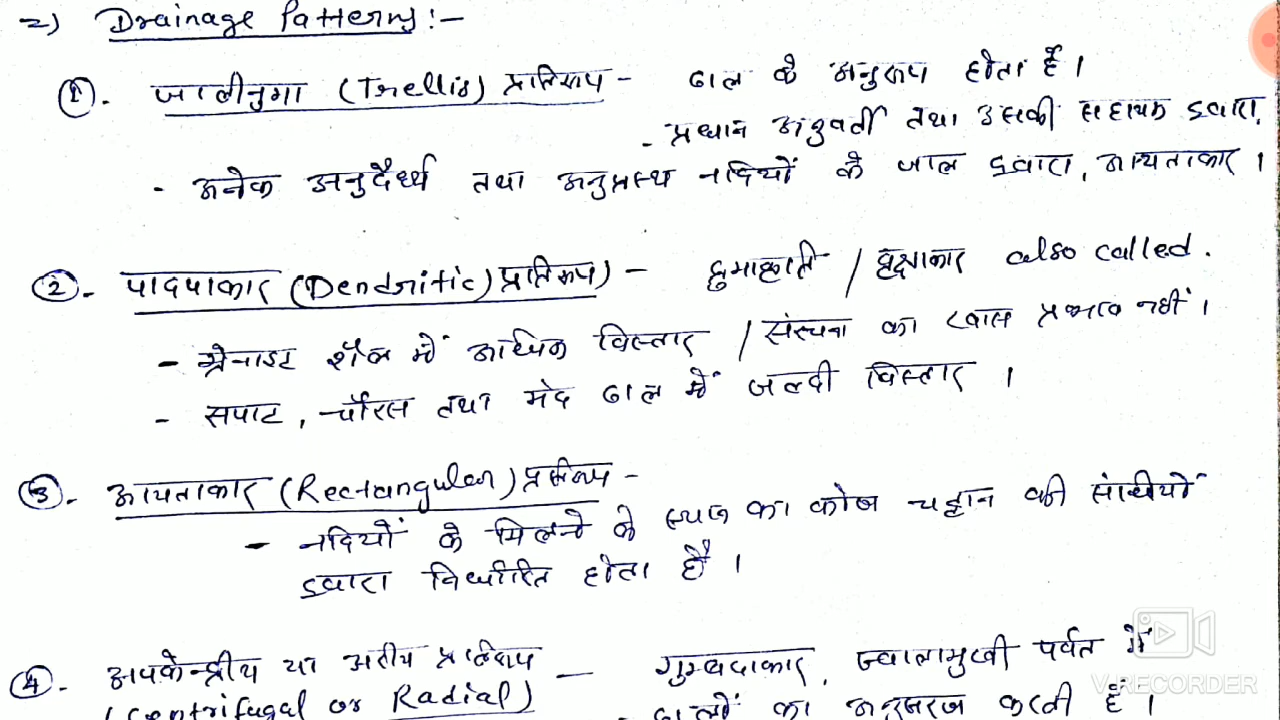 2) Drainage Patterns:-
①. जालीनुमा (Trellis) प्रतिरूप - ढाल के अनुरूप होता है।
- प्रधान अनुवर्ती तथा उसकी सहायक द्वारा,
- अनेक अनुदैर्ध्य तथा अनुप्रस्थ नदियों के जाल द्वारा, आयताकार।
②. पादपाकार (Dendritic) प्रतिरूप) - द्रुमाकृति / वृक्षाकार also called.
- ग्रेनाइट शैल में अधिक विस्तार / संरचना का खास प्रभाव नहीं।
- सपाट, चौरस तथा मंद ढाल में जल्दी विस्तार।
③. आयताकार (Rectangular) प्रतिरूप -
- नदियों के मिलने के स्थल का कोण चट्टान की संधियों
द्वारा निर्धारित होता है।
④. अपकेन्द्रीय या अरीय प्रतिरूप - गुम्बदाकार, ज्वालामुखी पर्वत में
(Centrifugal or Radial) - ढालों का अनुसरण करती हैं।
V RECORDER